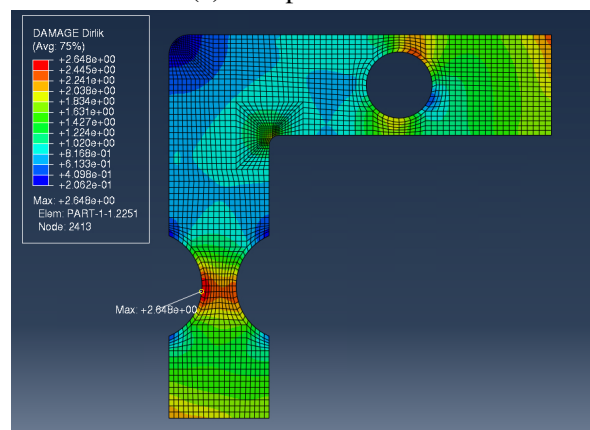 DAMAGE Dirlik
(Avg: 75%)
+2.648e+00
+2.445e+00
+2.241e+00
+2.038e+00
+1.834e+00
+1.631e+00
+1.427e+00
+1.224e+00
+1.020e+00
+8.168e-01
+6.133e-01
+4.098e-01
+2.062e-01
Max: +2.648e+00
Elem: PART-1-1.2251
Node: 2413
Max: +2.648e+00